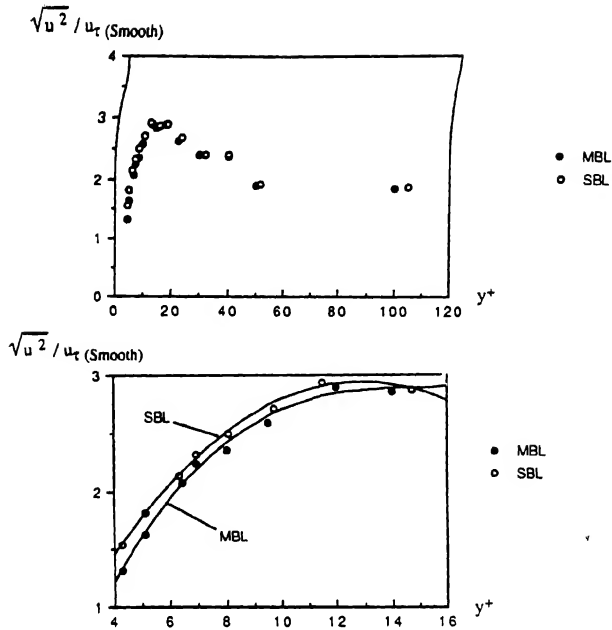 √u² / uτ (Smooth)
4
3
2
1
0
0 20 40 60 80 100 120 y+
MBL
SBL
√u² / uτ (Smooth)
3
2
1
4 6 8 10 12 14 16 y+
SBL
MBL
MBL
SBL